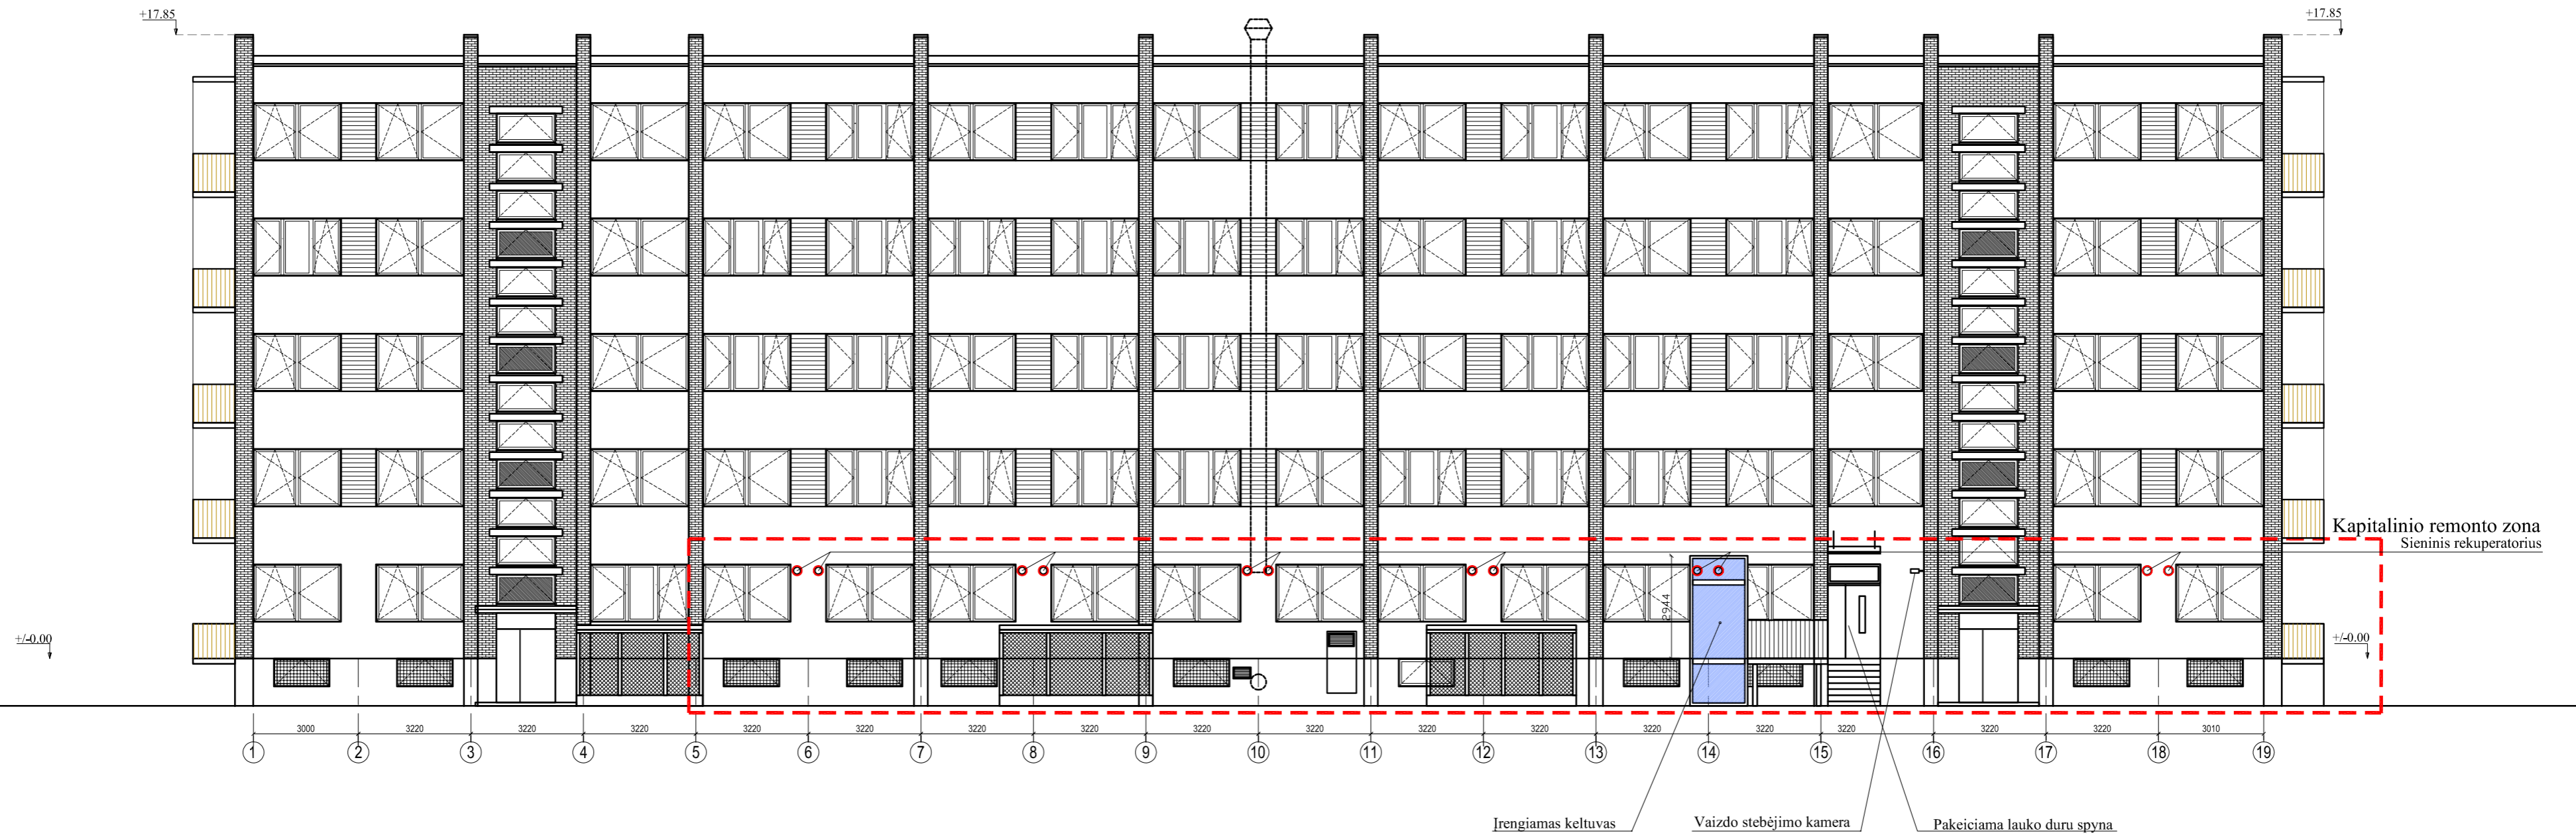 +17.85
+17.85
Kapitalinio remonto zona
Sieninis rekuperatorius
2944
+/-0.00
+/-0.00
3000 3220 3220 3220 3220 3220 3220 3220 3220 3220 3220 3220 3220 3220 3220 3220 3220 3010
1 2 3 4 5 6 7 8 9 10 11 12 13 14 15 16 17 18 19
Irengiamas keltuvas
Vaizdo stebėjimo kamera
Pakeiciama lauko duru spyna